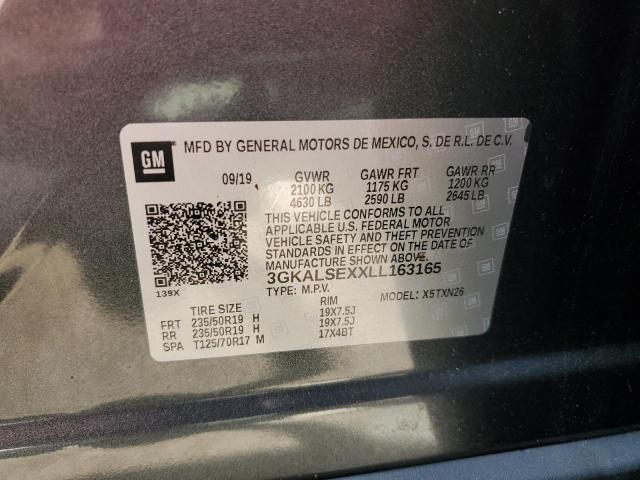 GM MFD BY GENERAL MOTORS DE MEXICO, S. DE R.L. DE C.V.
09/19 GVWR GAWR FRT GAWR RR
2100 KG 1175 KG 1200 KG
4630 LB 2590 LB 2645 LB
THIS VEHICLE CONFORMS TO ALL
APPLICABLE U.S. FEDERAL MOTOR
VEHICLE SAFETY AND THEFT PREVENTION
STANDARDS IN EFFECT ON THE DATE OF
MANUFACTURE SHOWN ABOVE.
3GKALSEXXLL163165
139X TYPE: M.P.V. MODEL: X5TXN26
TIRE SIZE RIM
FRT 235/50R19 H 19X7.5J
RR 235/50R19 H 19X7.5J
SPA T125/70R17 M 17X4BT